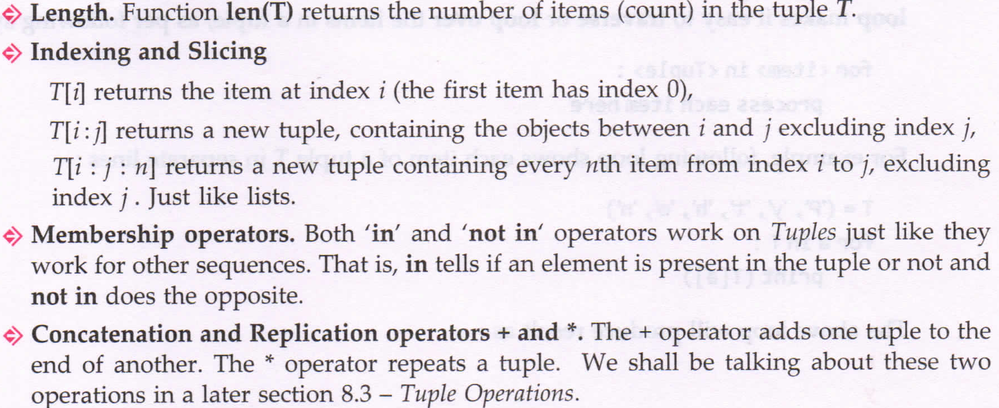 Length. Function len(T) returns the number of items (count) in the tuple T.
Indexing and Slicing
T[i] returns the item at index i (the first item has index 0),
T[i:j] returns a new tuple, containing the objects between i and j excluding index j,
T[i : j : n] returns a new tuple containing every nth item from index i to j, excluding
index j . Just like lists.
Membership operators. Both ‘in’ and ‘not in‘ operators work on Tuples just like they
work for other sequences. That is, in tells if an element is present in the tuple or not and
not in does the opposite.
Concatenation and Replication operators + and *. The + operator adds one tuple to the
end of another. The * operator repeats a tuple. We shall be talking about these two
operations in a later section 8.3 – Tuple Operations.